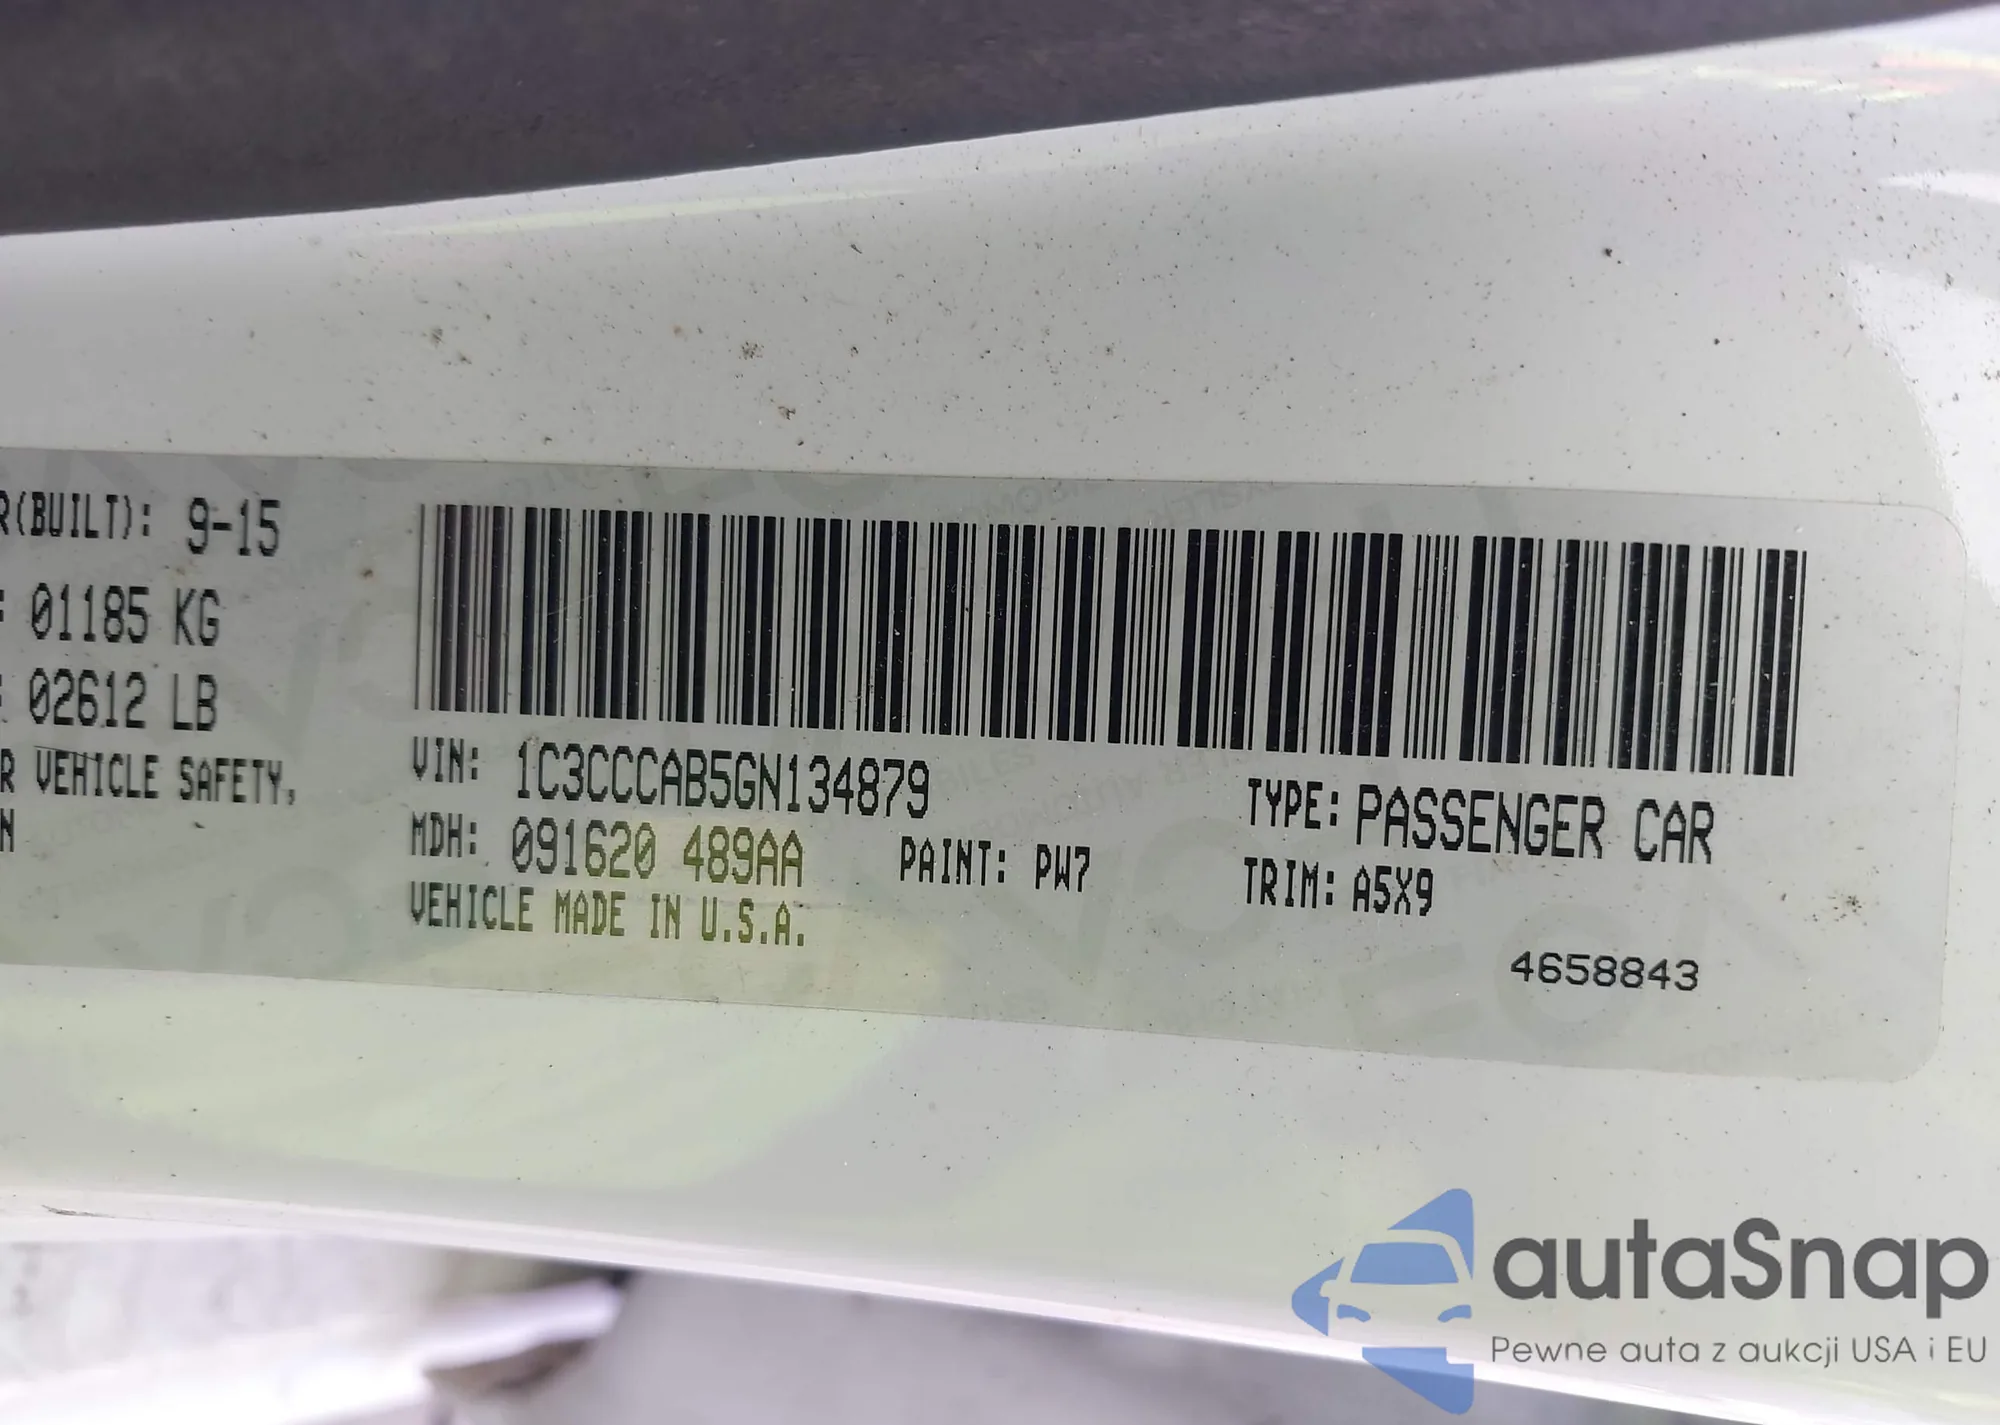 R(BUILT): 9-15
: 01185 KG
: 02612 LB
R VEHICLE SAFETY,
N
VIN: 1C3CCCAB5GN134879
MDH: 091620 489AA
PAINT: PW7
VEHICLE MADE IN U.S.A.
TYPE: PASSENGER CAR
TRIM: A5X9
4658843
autaSnap
Pewne auta z aukcji USA i EU